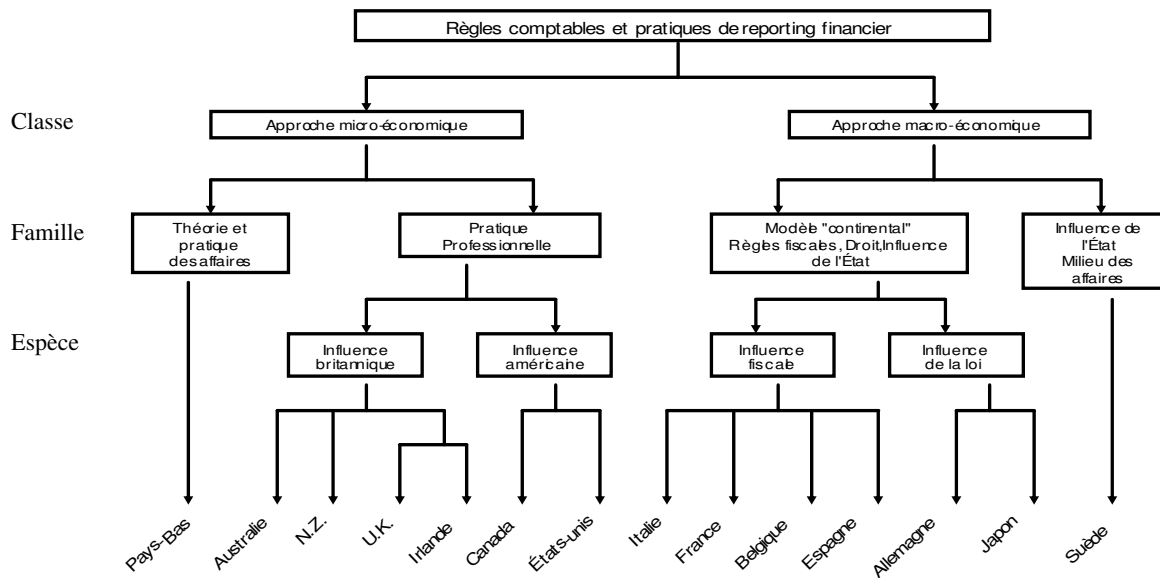 Règles comptables et pratiques de reporting financier
Classe
Approche micro-économique
Approche macro-économique
Famille
Théorie et
pratique
des affaires
Pratique
Professionnelle
Modèle "continental"
Règles fiscales, Droit,Influence
de l'État
Influence de
l'État
Milieu des
affaires
Espèce
Influence
britannique
Influence
américaine
Influence
fiscale
Influence
de la loi
Pays-Bas
Australie
N.Z.
U.K.
Irlande
Canada
États-unis
Italie
France
Belgique
Espagne
Allemagne
Japon
Suède